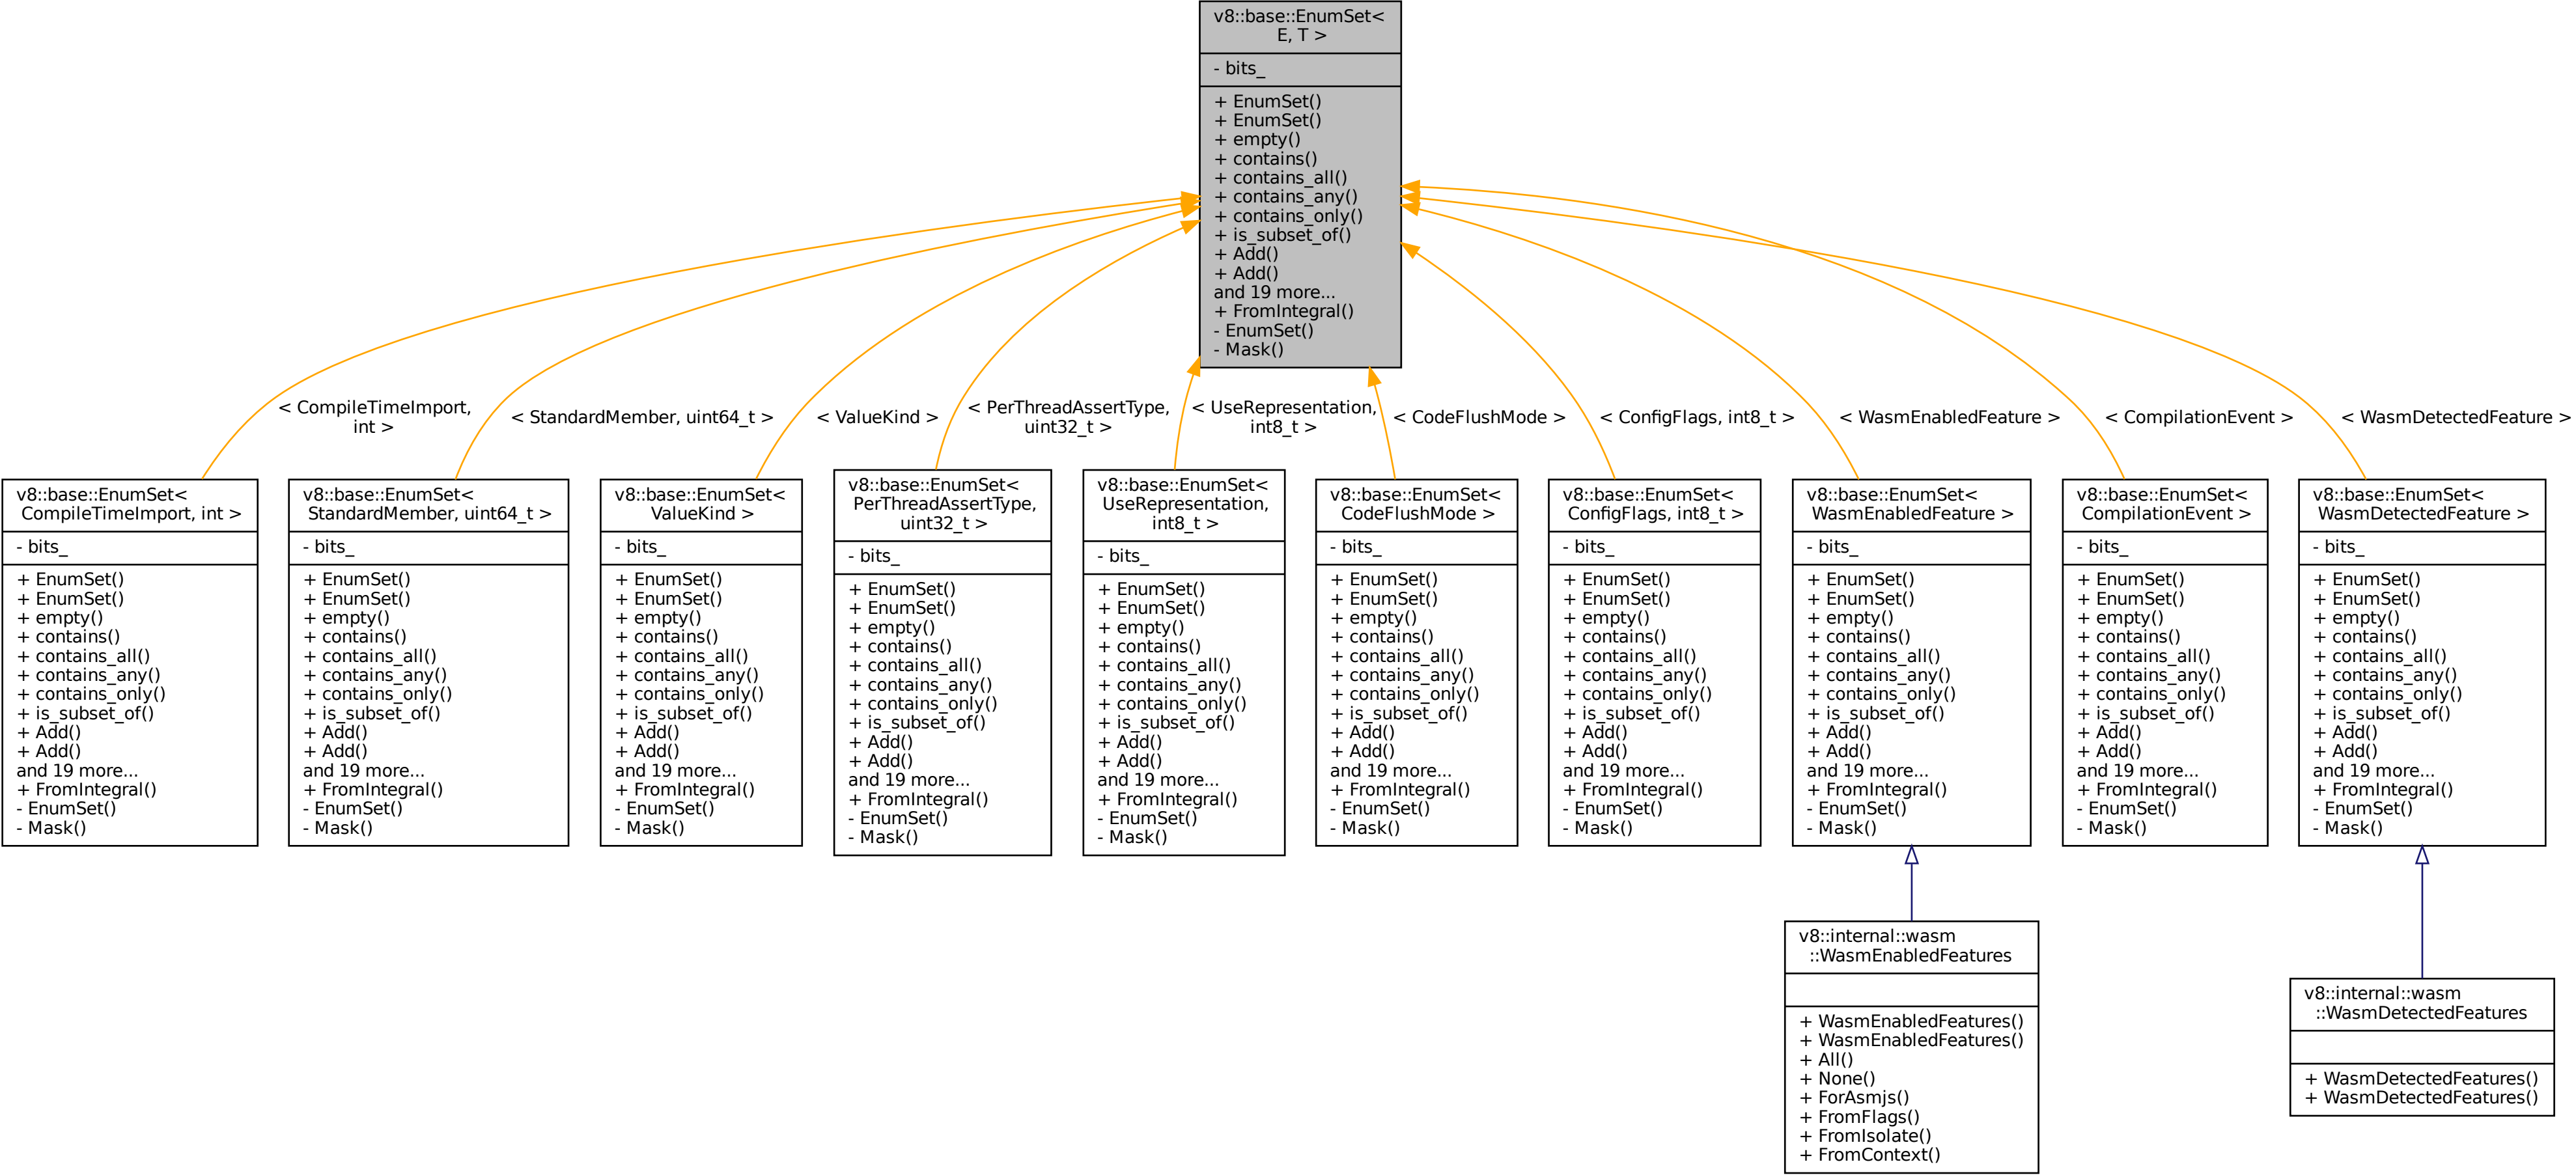 v8::base::EnumSet<
E, T >
- bits_
+ EnumSet()
+ EnumSet()
+ empty()
+ contains()
+ contains_all()
+ contains_any()
+ contains_only()
+ is_subset_of()
+ Add()
+ Add()
and 19 more...
+ FromIntegral()
- EnumSet()
- Mask()
< CompileTimeImport,
int >
< StandardMember, uint64_t >
< ValueKind >
< PerThreadAssertType,
uint32_t >
< UseRepresentation,
int8_t >
< CodeFlushMode >
< ConfigFlags, int8_t >
< WasmEnabledFeature >
< CompilationEvent >
< WasmDetectedFeature >
v8::base::EnumSet<
CompileTimeImport, int >
- bits_
+ EnumSet()
+ EnumSet()
+ empty()
+ contains()
+ contains_all()
+ contains_any()
+ contains_only()
+ is_subset_of()
+ Add()
+ Add()
and 19 more...
+ FromIntegral()
- EnumSet()
- Mask()
v8::base::EnumSet<
StandardMember, uint64_t >
- bits_
+ EnumSet()
+ EnumSet()
+ empty()
+ contains()
+ contains_all()
+ contains_any()
+ contains_only()
+ is_subset_of()
+ Add()
+ Add()
and 19 more...
+ FromIntegral()
- EnumSet()
- Mask()
v8::base::EnumSet<
ValueKind >
- bits_
+ EnumSet()
+ EnumSet()
+ empty()
+ contains()
+ contains_all()
+ contains_any()
+ contains_only()
+ is_subset_of()
+ Add()
+ Add()
and 19 more...
+ FromIntegral()
- EnumSet()
- Mask()
v8::base::EnumSet<
PerThreadAssertType,
uint32_t >
- bits_
+ EnumSet()
+ EnumSet()
+ empty()
+ contains()
+ contains_all()
+ contains_any()
+ contains_only()
+ is_subset_of()
+ Add()
+ Add()
and 19 more...
+ FromIntegral()
- EnumSet()
- Mask()
v8::base::EnumSet<
UseRepresentation,
int8_t >
- bits_
+ EnumSet()
+ EnumSet()
+ empty()
+ contains()
+ contains_all()
+ contains_any()
+ contains_only()
+ is_subset_of()
+ Add()
+ Add()
and 19 more...
+ FromIntegral()
- EnumSet()
- Mask()
v8::base::EnumSet<
CodeFlushMode >
- bits_
+ EnumSet()
+ EnumSet()
+ empty()
+ contains()
+ contains_all()
+ contains_any()
+ contains_only()
+ is_subset_of()
+ Add()
+ Add()
and 19 more...
+ FromIntegral()
- EnumSet()
- Mask()
v8::base::EnumSet<
ConfigFlags, int8_t >
- bits_
+ EnumSet()
+ EnumSet()
+ empty()
+ contains()
+ contains_all()
+ contains_any()
+ contains_only()
+ is_subset_of()
+ Add()
+ Add()
and 19 more...
+ FromIntegral()
- EnumSet()
- Mask()
v8::base::EnumSet<
WasmEnabledFeature >
- bits_
+ EnumSet()
+ EnumSet()
+ empty()
+ contains()
+ contains_all()
+ contains_any()
+ contains_only()
+ is_subset_of()
+ Add()
+ Add()
and 19 more...
+ FromIntegral()
- EnumSet()
- Mask()
v8::base::EnumSet<
CompilationEvent >
- bits_
+ EnumSet()
+ EnumSet()
+ empty()
+ contains()
+ contains_all()
+ contains_any()
+ contains_only()
+ is_subset_of()
+ Add()
+ Add()
and 19 more...
+ FromIntegral()
- EnumSet()
- Mask()
v8::base::EnumSet<
WasmDetectedFeature >
- bits_
+ EnumSet()
+ EnumSet()
+ empty()
+ contains()
+ contains_all()
+ contains_any()
+ contains_only()
+ is_subset_of()
+ Add()
+ Add()
and 19 more...
+ FromIntegral()
- EnumSet()
- Mask()
v8::internal::wasm
::WasmEnabledFeatures
+ WasmEnabledFeatures()
+ WasmEnabledFeatures()
+ All()
+ None()
+ ForAsmjs()
+ FromFlags()
+ FromIsolate()
+ FromContext()
v8::internal::wasm
::WasmDetectedFeatures
+ WasmDetectedFeatures()
+ WasmDetectedFeatures()